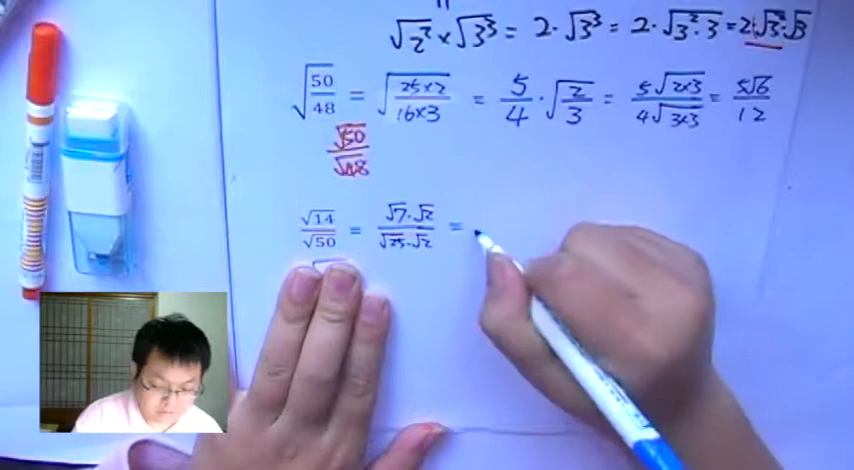 √2² × √3³ = 2·√3³ = 2·√3²·3 = 2·√3²·√3
√50/48 = √25×2/16×3 = 5/4 · √2/3 = 5√2×3/4√3×3 = 5√6/12
√50/√48
√14/√50 = √7·√2/√25·√2 =